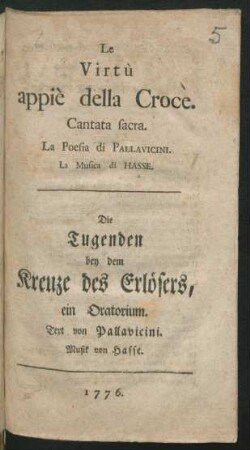 5
Le
Virtù
appiè della Croce.
Cantata sacra.
La Poesia di PALLAVICINI.
La Musica di HASSE.
Die
Tugenden
bey dem
Kreuze des Erlösers,
ein Oratorium.
Text von Pallavicini.
Musik von Hasse.
1776.